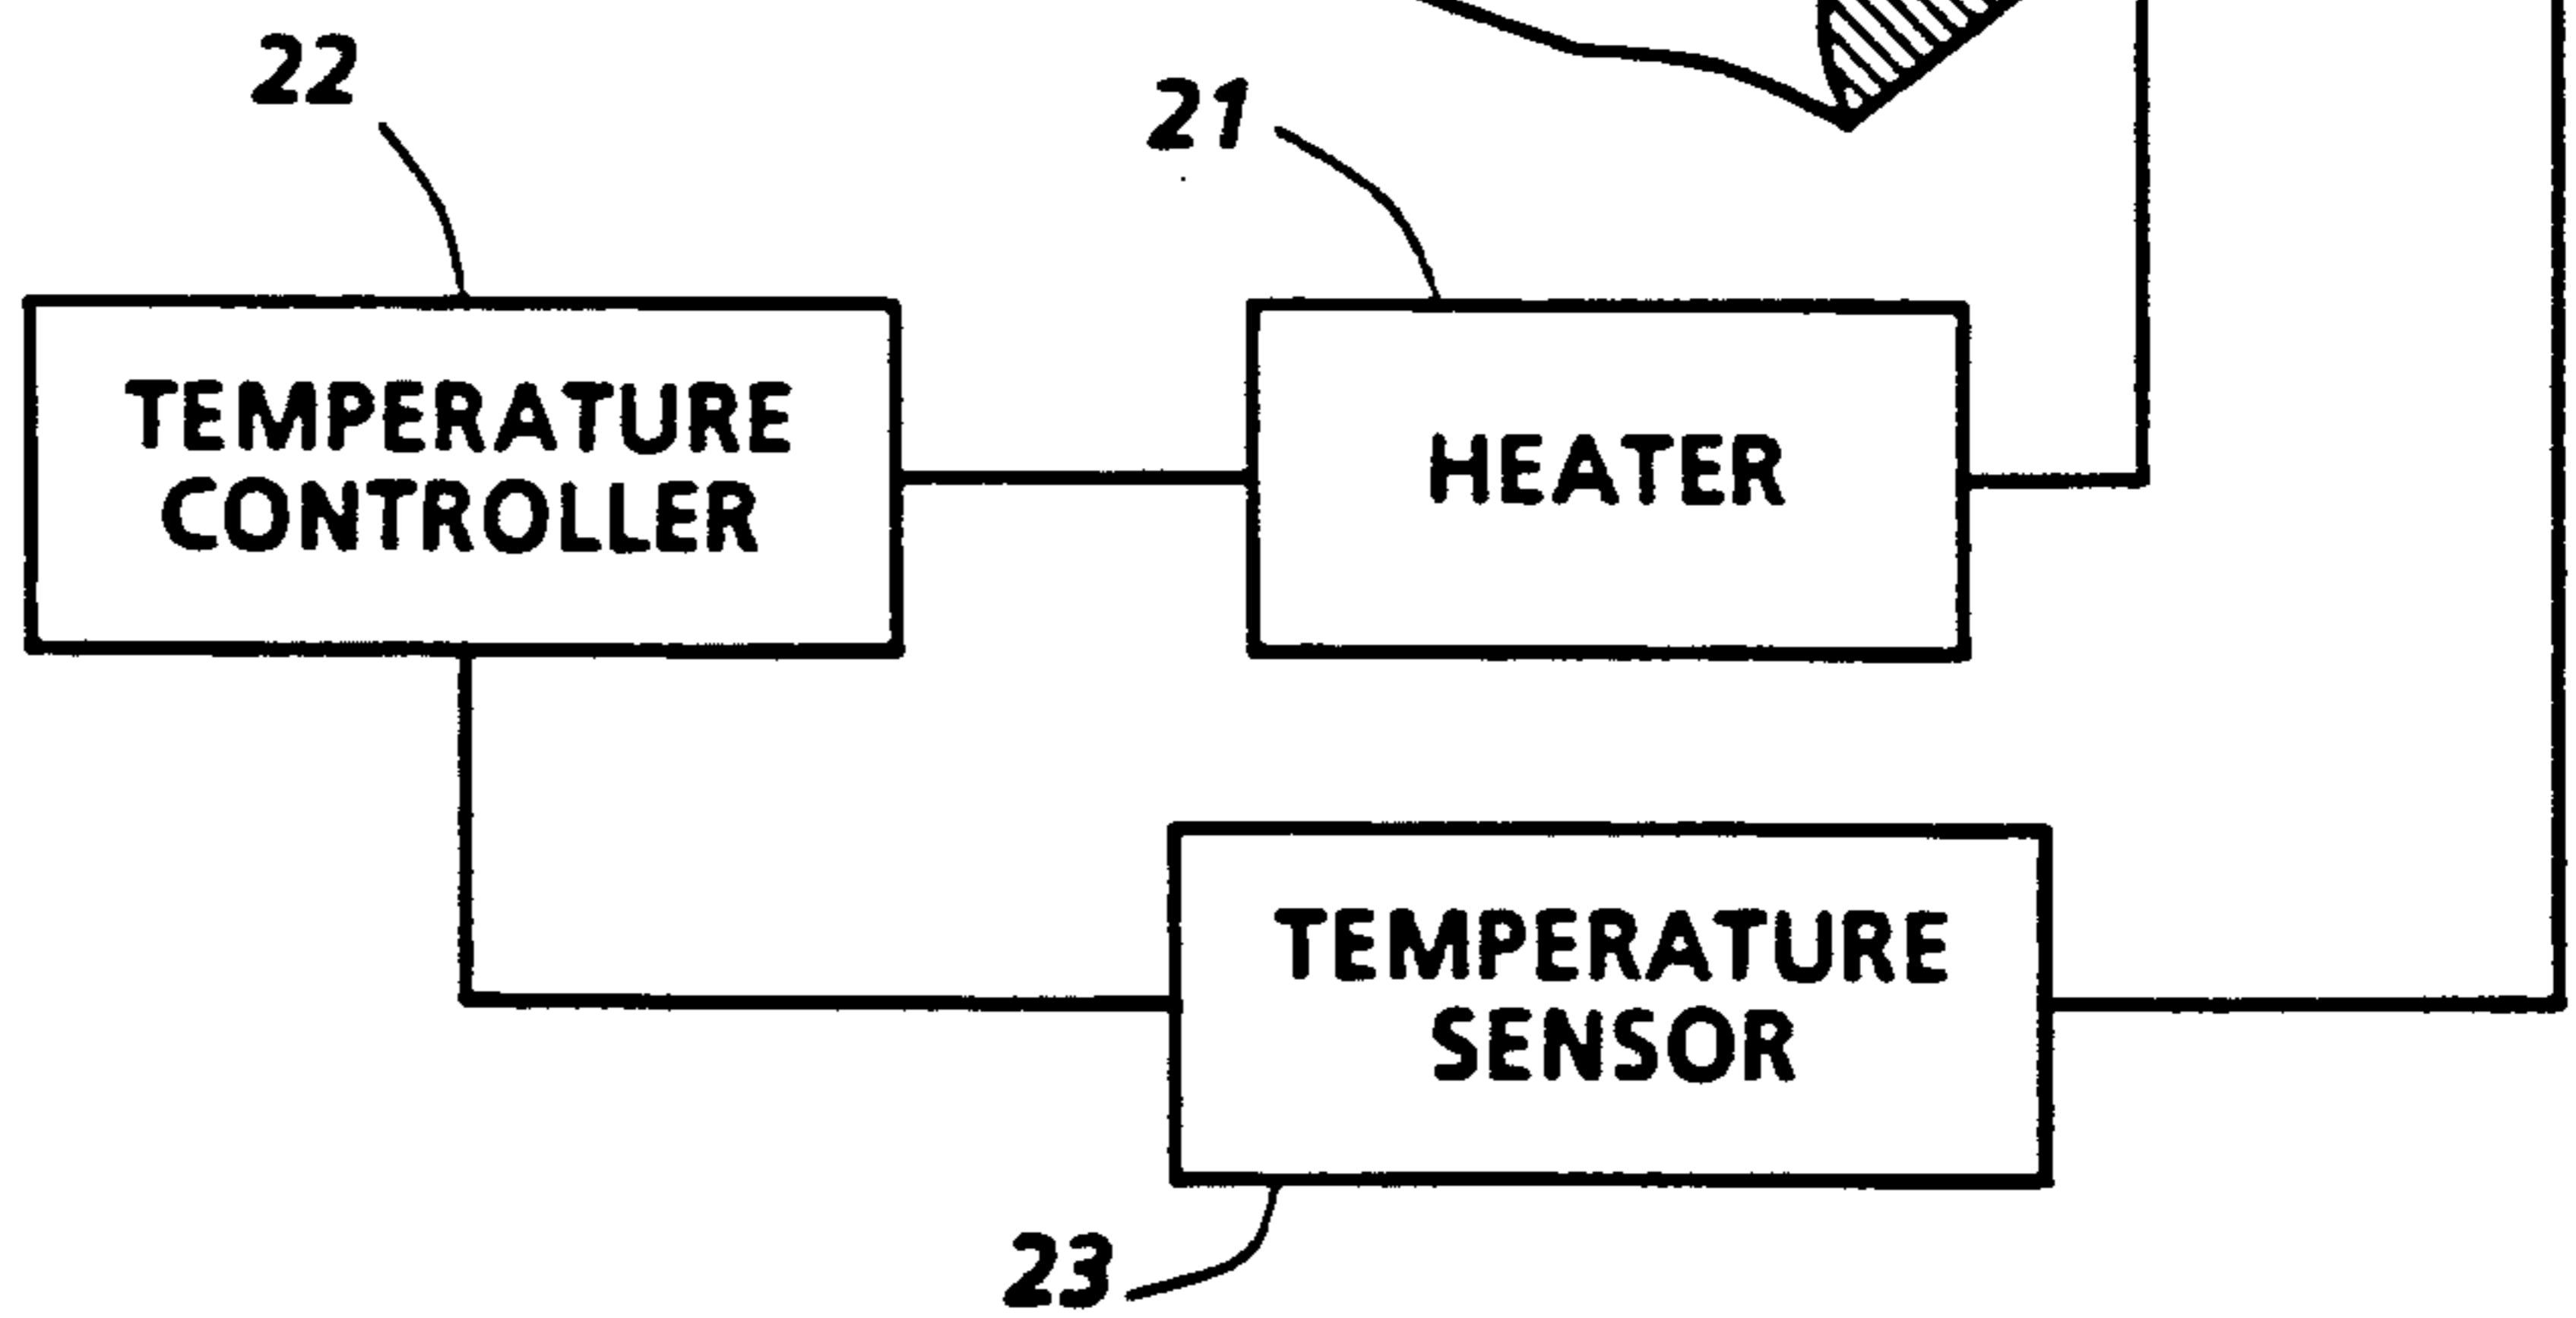 22
21
TEMPERATURE
CONTROLLER
HEATER
TEMPERATURE
SENSOR
23